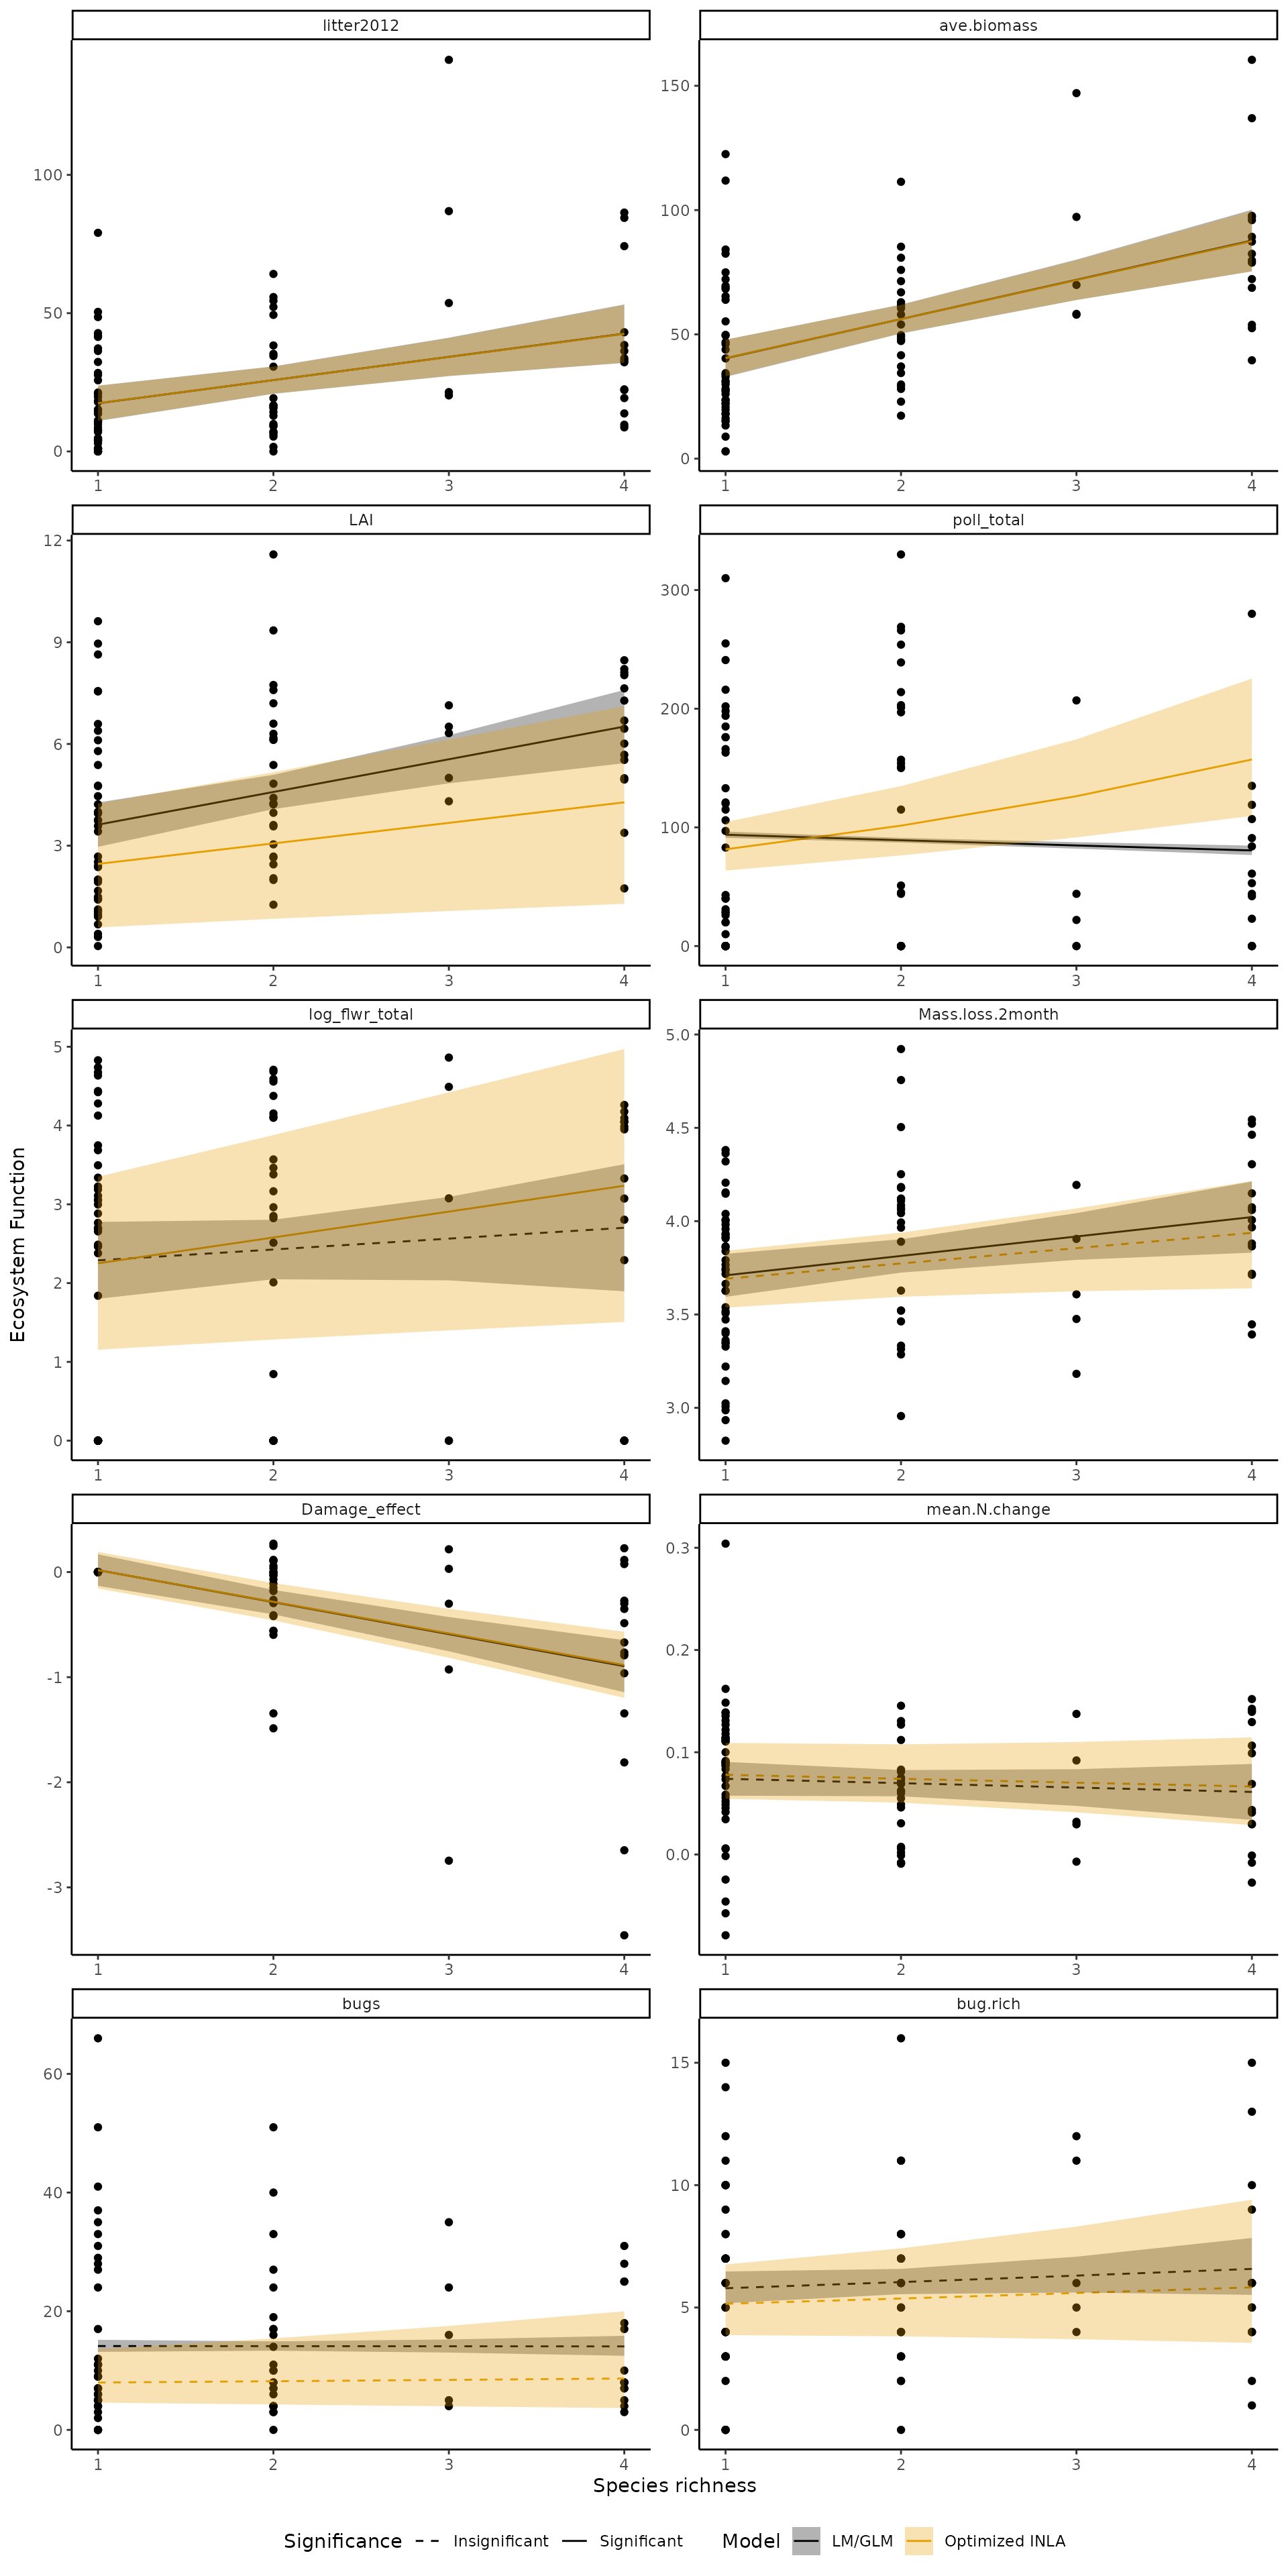 litter2012
ave.biomass
100
50
0
150
100
50
0
1 2 3 4
1 2 3 4
LAI
poll_total
12
9
6
3
0
300
200
100
0
1 2 3 4
1 2 3 4
log_flwr_total
Mass.loss.2month
5
4
3
2
1
0
5.0
4.5
4.0
3.5
3.0
1 2 3 4
1 2 3 4
Ecosystem Function
Damage_effect
mean.N.change
0
-1
-2
-3
0.3
0.2
0.1
0.0
1 2 3 4
1 2 3 4
bugs
bug.rich
60
40
20
0
15
10
5
0
1 2 3 4
1 2 3 4
Species richness
Significance Insignificant Significant Model LM/GLM Optimized INLA